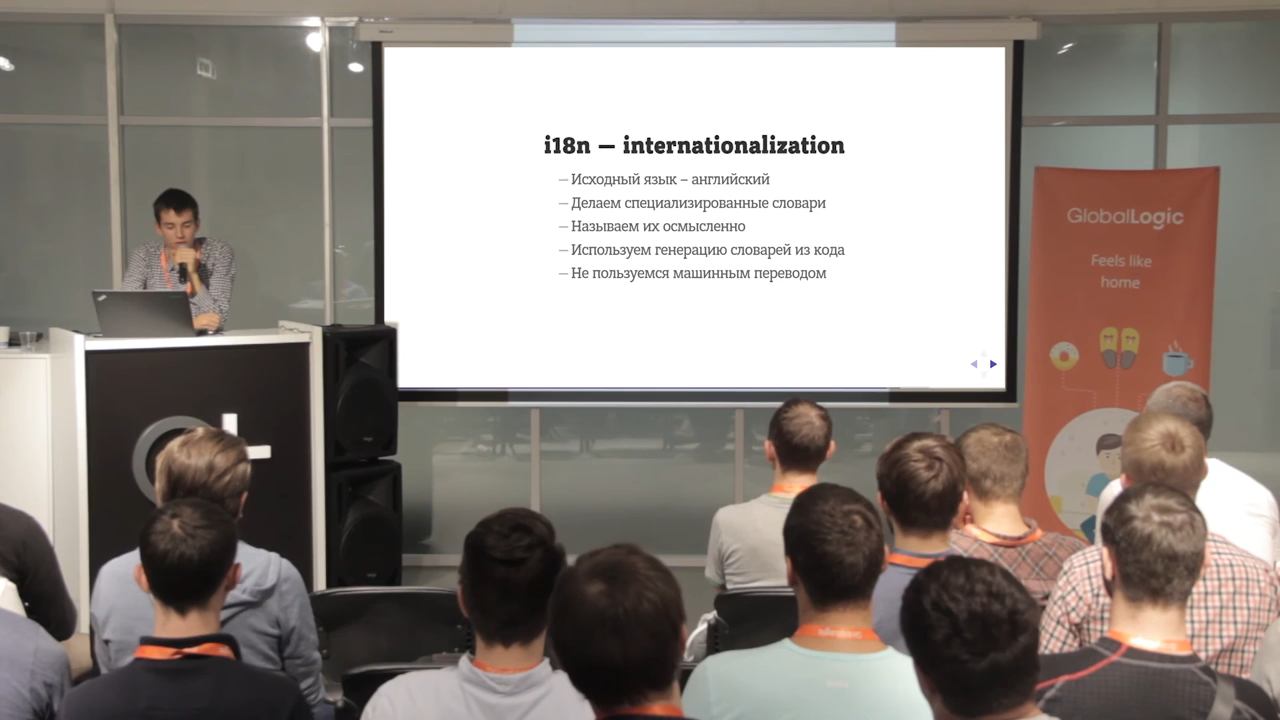 i18n — internationalization
— Исходный язык – английский
— Делаем специализированные словари
— Называем их осмысленно
— Используем генерацию словарей из кода
— Не пользуемся машинным переводом
GlobalLogic
Feels like
home